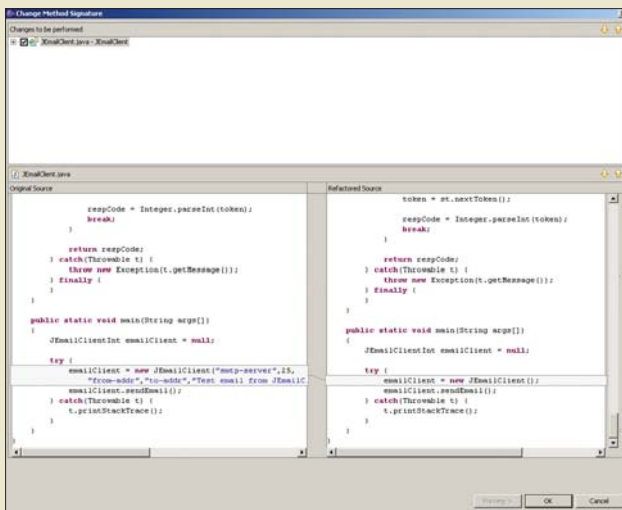 Change Method Signature
Changes to be performed
JEmailClient.java - JEmailClient
JEmailClient.java
Original Source
respCode = Integer.parseInt(token);
break;
}
return respCode;
} catch(Throwable t) {
throw new Exception(t.getMessage());
} finally {
}
}
public static void main(String args[])
{
JEmailClientInt emailClient = null;
try {
emailClient = new JEmailClient("smtp-server",25,
"from-addr","to-addr","Test email from JEmailC
emailClient.sendEmail();
} catch(Throwable t) {
t.printStackTrace();
}
}
}
Refactored Source
token = st.nextToken();
respCode = Integer.parseInt(token);
break;
}
return respCode;
} catch(Throwable t) {
throw new Exception(t.getMessage());
} finally {
}
}
public static void main(String args[])
{
JEmailClientInt emailClient = null;
try {
emailClient = new JEmailClient();
emailClient.sendEmail();
} catch(Throwable t) {
t.printStackTrace();
}
}
}
OK
Cancel